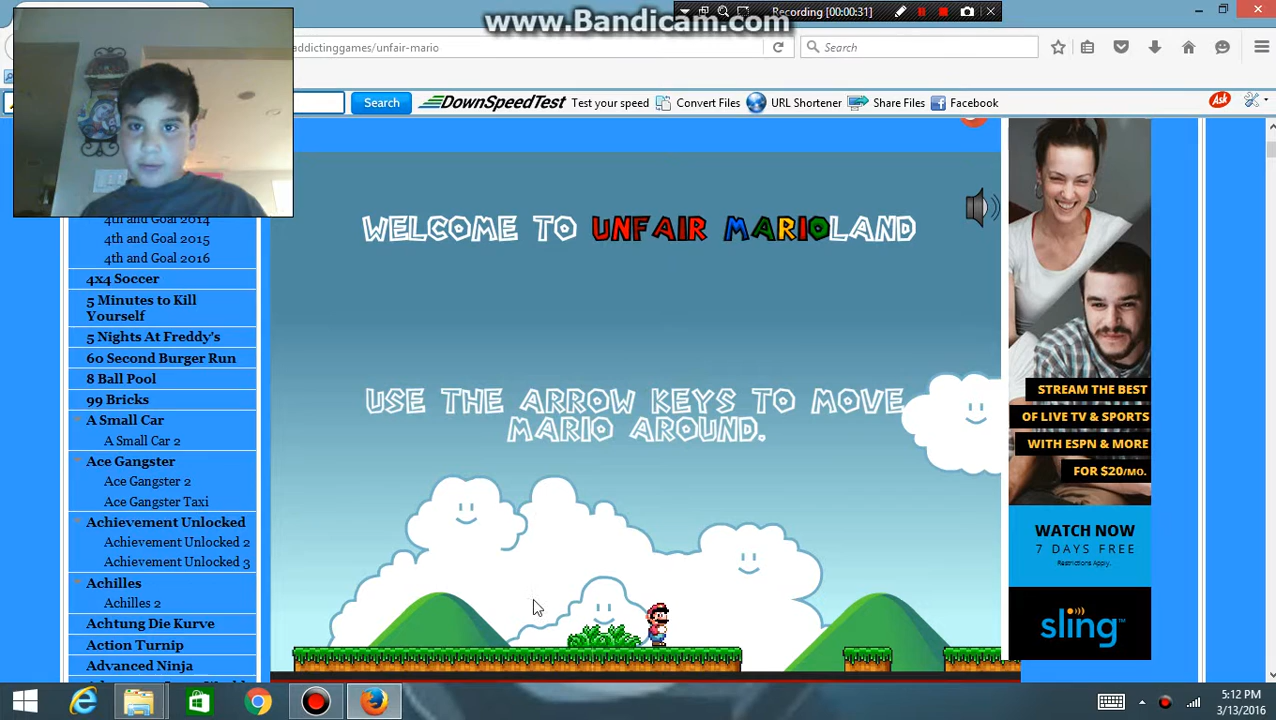 www.Bandicam.com
Recording [00:00:31]
addictinggames/unfair-mario
Search
Search
DownSpeedTest
Test your speed
Convert Files
URL Shortener
Share Files
Facebook
Ask
4th and Goal 2014
4th and Goal 2015
4th and Goal 2016
4x4 Soccer
5 Minutes to Kill
Yourself
5 Nights At Freddy's
60 Second Burger Run
8 Ball Pool
99 Bricks
A Small Car
A Small Car 2
Ace Gangster
Ace Gangster 2
Ace Gangster Taxi
Achievement Unlocked
Achievement Unlocked 2
Achievement Unlocked 3
Achilles
Achilles 2
Achtung Die Kurve
Action Turnip
Advanced Ninja
WELCOME TO UNFAIR MARIOLAND
USE THE ARROW KEYS TO MOVE
MARIO AROUND.
STREAM THE BEST
OF LIVE TV & SPORTS
WITH ESPN & MORE
FOR $20/MO.
WATCH NOW
7 DAYS FREE
Restrictions Apply.
sling
5:12 PM
3/13/2016